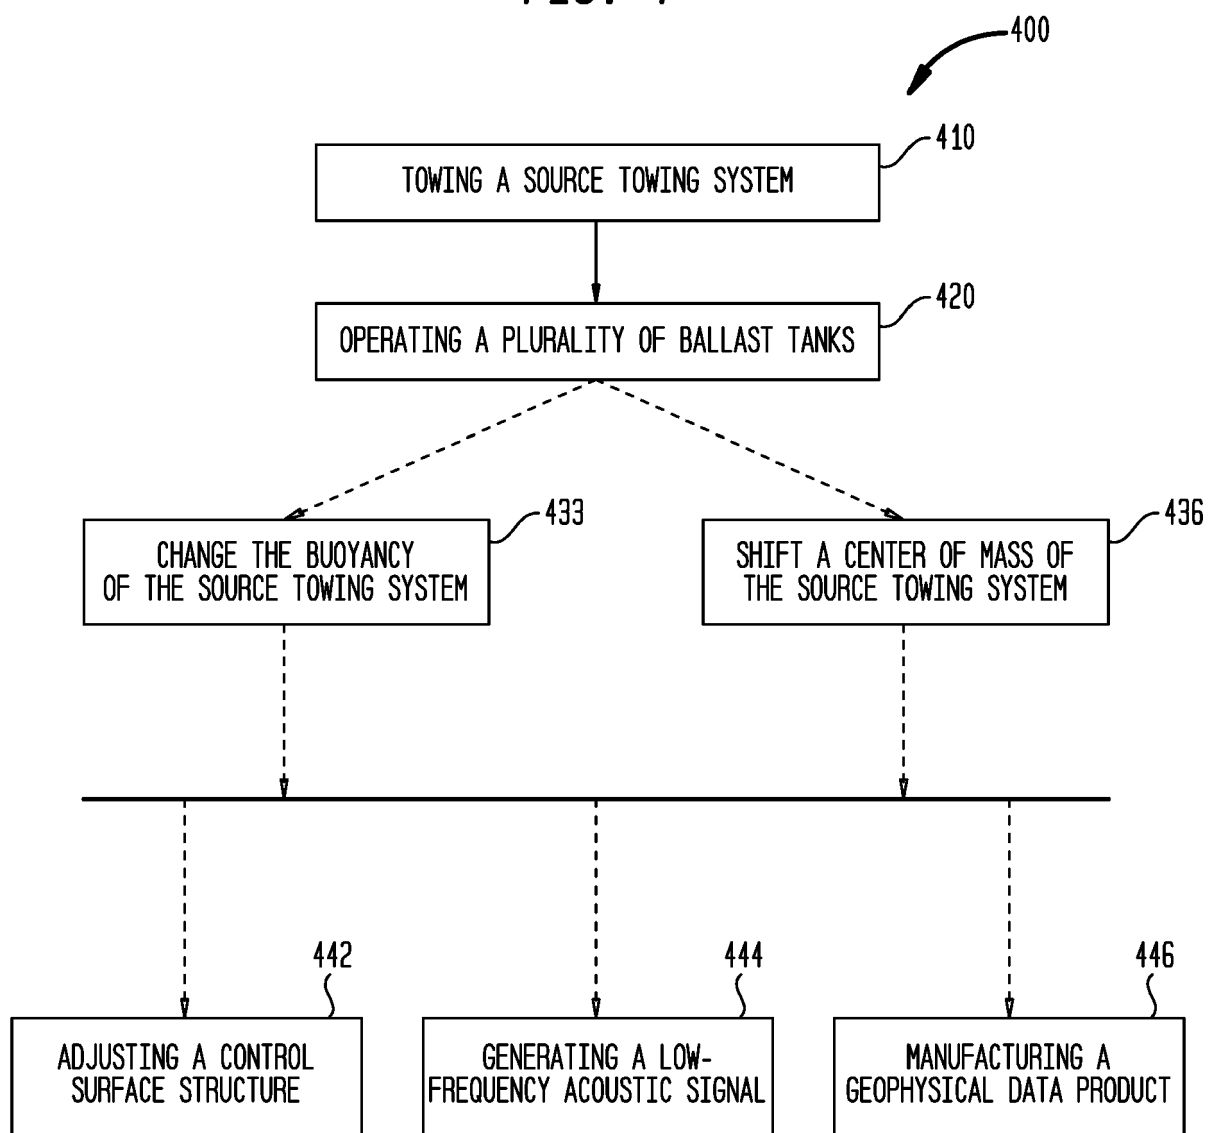 400
410
TOWING A SOURCE TOWING SYSTEM
420
OPERATING A PLURALITY OF BALLAST TANKS
433
CHANGE THE BUOYANCY
OF THE SOURCE TOWING SYSTEM
436
SHIFT A CENTER OF MASS OF
THE SOURCE TOWING SYSTEM
442
ADJUSTING A CONTROL
SURFACE STRUCTURE
444
GENERATING A LOW-
FREQUENCY ACOUSTIC SIGNAL
446
MANUFACTURING A
GEOPHYSICAL DATA PRODUCT